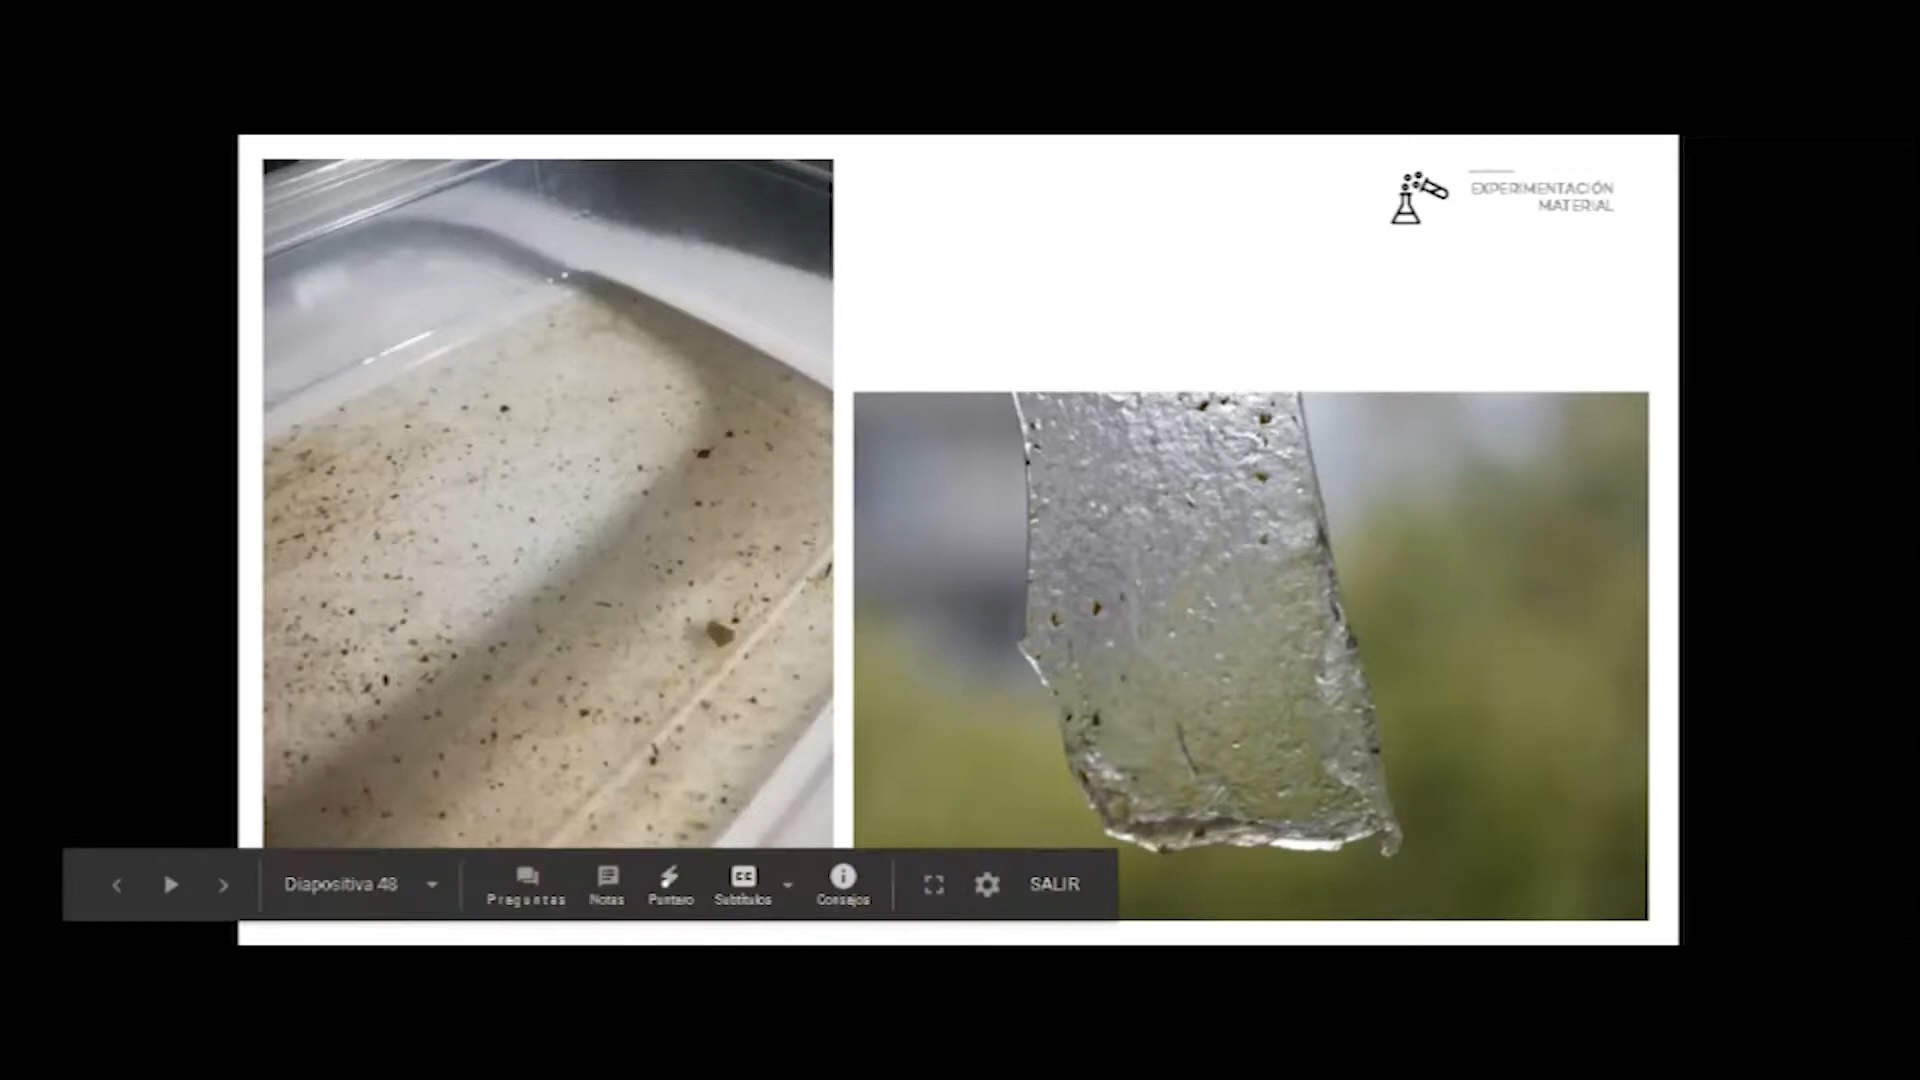 EXPERIMENTACIÓN
MATERIAL
Diapositiva 48
Preguntas
Notas
Puntero
Subtítulos
Consejos
SALIR